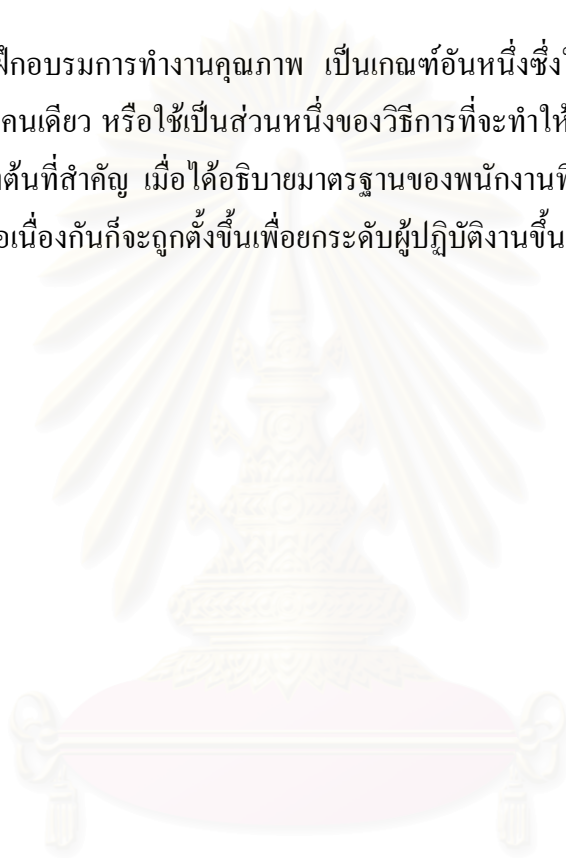 ฝึกอบรมการทำงานคุณภาพ เป็นเกณฑ์อันหนึ่งซึ่ง
คนเดียว หรือใช้เป็นส่วนหนึ่งของวิธีการที่จะทำให้
ต้นที่สำคัญ เมื่อได้อธิบายมาตรฐานของพนักงาน
อเนื่องกันก็จะถูกตั้งขึ้นเพื่อยกระดับผู้ปฏิบัติงานขึ้น